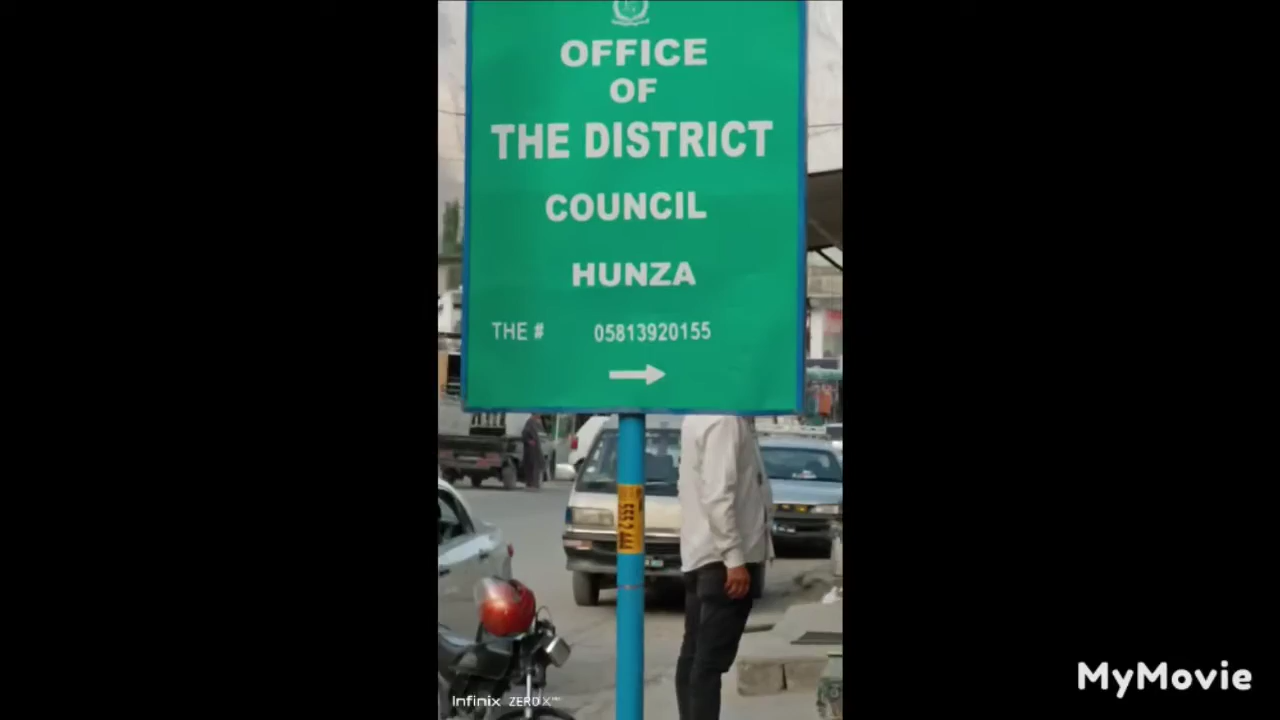 OFFICE
OF
THE DISTRICT
COUNCIL
HUNZA
THE # 05813920155
Infinix ZERO X
MyMovie